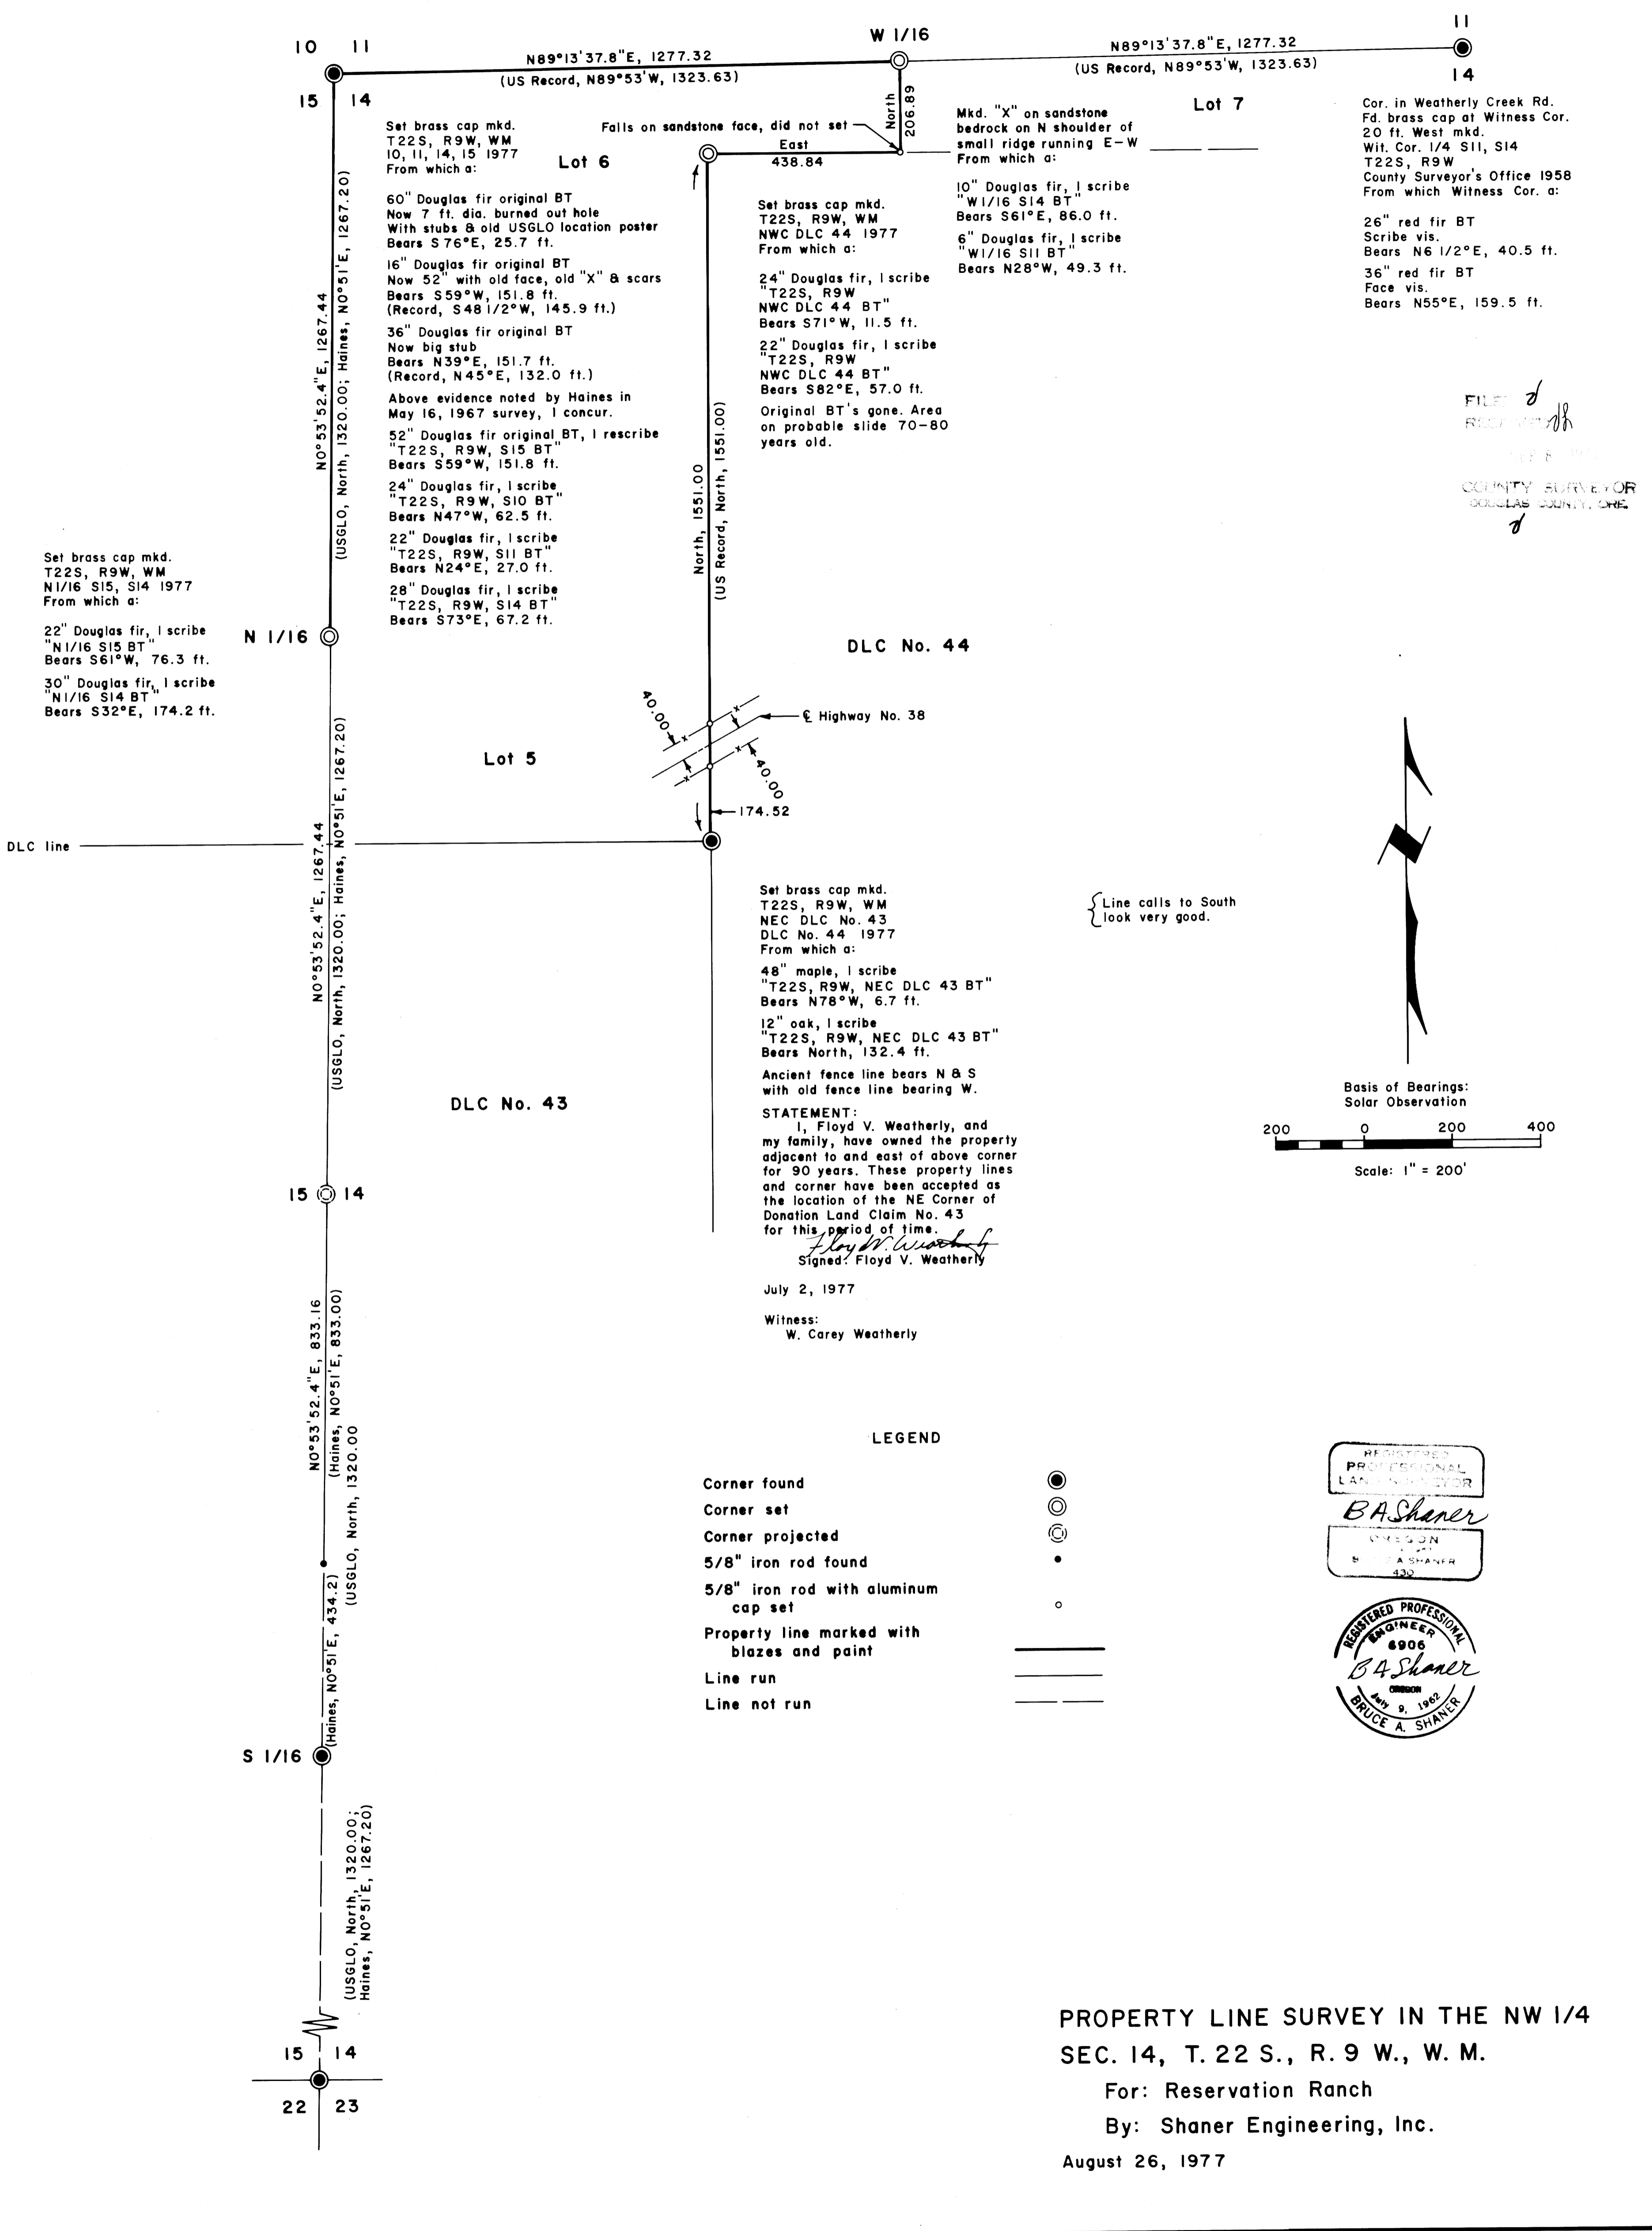 10 11
15 14
N89°13'37.8"E, 1277.32
(US Record, N89°53'W, 1323.63)
W 1/16
N89°13'37.8"E, 1277.32
(US Record, N89°53'W, 1323.63)
11
14
Set brass cap mkd.
T22S, R9W, WM
10, 11, 14, 15 1977
From which a:
60" Douglas fir original BT
Now 7 ft. dia. burned out hole
With stubs & old USGLO location poster
Bears S 76°E, 25.7 ft.
16" Douglas fir original BT
Now 52" with old face, old "X" & scars
Bears S59°W, 151.8 ft.
(Record, S48 1/2°W, 145.9 ft.)
36" Douglas fir original BT
Now big stub
Bears N39°E, 151.7 ft.
(Record, N45°E, 132.0 ft.)
Above evidence noted by Haines in
May 16, 1967 survey, I concur.
52" Douglas fir original BT, I rescribe
"T22S, R9W, S15 BT"
Bears S59°W, 151.8 ft.
24" Douglas fir, I scribe
"T22S, R9W, S10 BT"
Bears N47°W, 62.5 ft.
22" Douglas fir, I scribe
"T22S, R9W, S11 BT"
Bears N24°E, 27.0 ft.
28" Douglas fir, I scribe
"T22S, R9W, S14 BT"
Bears S73°E, 67.2 ft.
Lot 6
Falls on sandstone face, did not set
East
438.84
North
206.89
Mkd. "X" on sandstone
bedrock on N shoulder of
small ridge running E-W
From which a:
10" Douglas fir, I scribe
"W1/16 S14 BT"
Bears S61°E, 86.0 ft.
6" Douglas fir, I scribe
"W1/16 S11 BT"
Bears N28°W, 49.3 ft.
Lot 7
Cor. in Weatherly Creek Rd.
Fd. brass cap at Witness Cor.
20 ft. West mkd.
Wit. Cor. 1/4 S11, S14
T22S, R9W
County Surveyor's Office 1958
From which Witness Cor. a:
26" red fir BT
Scribe vis.
Bears N6 1/2°E, 40.5 ft.
36" red fir BT
Face vis.
Bears N55°E, 159.5 ft.
Set brass cap mkd.
T22S, R9W, WM
NWC DLC 44 1977
From which a:
24" Douglas fir, I scribe
"T22S, R9W
NWC DLC 44 BT"
Bears S71°W, 11.5 ft.
22" Douglas fir, I scribe
"T22S, R9W
NWC DLC 44 BT"
Bears S82°E, 57.0 ft.
Original BT's gone. Area
on probable slide 70-80
years old.
COUNTY SURVEYOR
DOUGLAS COUNTY, ORE.
N0°53'52.4"E, 1267.44
(USGLO, North, 1320.00; Haines, N0°51'E, 1267.20)
North, 1551.00
(US Record, North, 1551.00)
Set brass cap mkd.
T22S, R9W, WM
N1/16 S15, S14 1977
From which a:
22" Douglas fir, I scribe
"N1/16 S15 BT"
Bears S61°W, 76.3 ft.
30" Douglas fir, I scribe
"N1/16 S14 BT"
Bears S32°E, 174.2 ft.
N 1/16
DLC No. 44
40.00
℄ Highway No. 38
40.00
174.52
Lot 5
DLC line
N0°53'52.4"E, 1267.44
(USGLO, North, 1320.00; Haines, N0°51'E, 1267.20)
Set brass cap mkd.
T22S, R9W, WM
NEC DLC No. 43
DLC No. 44 1977
From which a:
48" maple, I scribe
"T22S, R9W, NEC DLC 43 BT"
Bears N78°W, 6.7 ft.
12" oak, I scribe
"T22S, R9W, NEC DLC 43 BT"
Bears North, 132.4 ft.
Ancient fence line bears N & S
with old fence line bearing W.
STATEMENT:
I, Floyd V. Weatherly, and
my family, have owned the property
adjacent to and east of above corner
for 90 years. These property lines
and corner have been accepted as
the location of the NE Corner of
Donation Land Claim No. 43
for this period of time.
Floyd V. Weatherly
Signed: Floyd V. Weatherly
July 2, 1977
Witness:
W. Carey Weatherly
Line calls to South
look very good.
DLC No. 43
Basis of Bearings:
Solar Observation
200 0 200 400
Scale: 1" = 200'
15 14
N0°53'52.4"E, 833.16
(Haines, N0°51'E, 833.00)
(USGLO, North, 1320.00
(Haines, N0°51'E, 434.2)
S 1/16
(USGLO, North, 1320.00;
Haines, N0°51'E, 1267.20)
15 14
22 23
LEGEND
Corner found
Corner set
Corner projected
5/8" iron rod found
5/8" iron rod with aluminum
cap set
Property line marked with
blazes and paint
Line run
Line not run
REGISTERED
PROFESSIONAL
LAND SURVEYOR
B A Shaner
OREGON
A SHANER
430
REGISTERED PROFESSIONAL
ENGINEER
6906
B A Shaner
OREGON
July 9, 1962
BRUCE A. SHANER
PROPERTY LINE SURVEY IN THE NW 1/4
SEC. 14, T. 22 S., R. 9 W., W. M.
For: Reservation Ranch
By: Shaner Engineering, Inc.
August 26, 1977